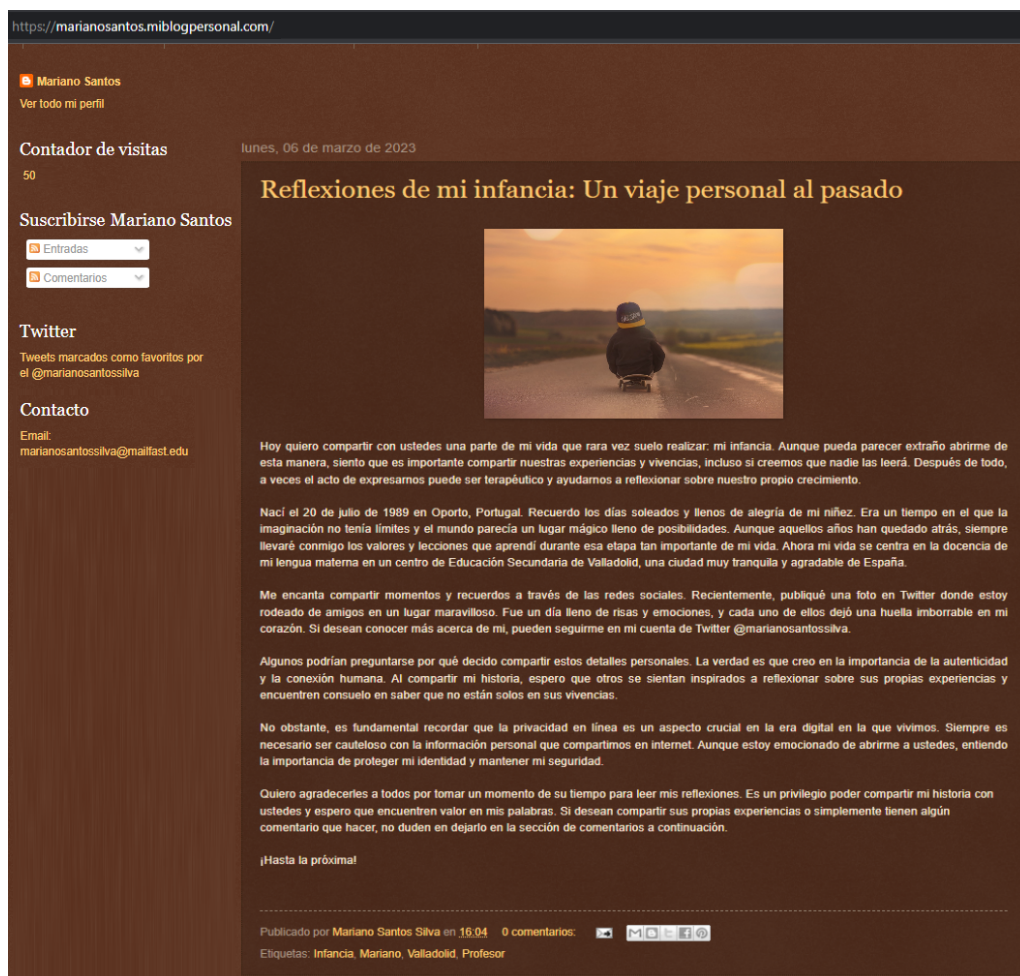 https://marianosantos.miblogpersonal.com/
Mariano Santos
Ver todo mi perfil
Contador de visitas
50
Suscribirse Mariano Santos
Entradas
Comentarios
Twitter
Tweets marcados como favoritos por
el @marianosantossilva
Contacto
Email:
marianosantossilva@mailfast.edu
lunes, 06 de marzo de 2023
Reflexiones de mi infancia: Un viaje personal al pasado
Hoy quiero compartir con ustedes una parte de mi vida que rara vez suelo realizar: mi infancia. Aunque pueda parecer extraño abrirme de
esta manera, siento que es importante compartir nuestras experiencias y vivencias, incluso si creemos que nadie las leerá. Después de todo,
a veces el acto de expresarnos puede ser terapéutico y ayudarnos a reflexionar sobre nuestro propio crecimiento.
Nací el 20 de julio de 1989 en Oporto, Portugal. Recuerdo los días soleados y llenos de alegría de mi niñez. Era un tiempo en el que la
imaginación no tenía límites y el mundo parecía un lugar mágico lleno de posibilidades. Aunque aquellos años han quedado atrás, siempre
llevaré conmigo los valores y lecciones que aprendí durante esa etapa tan importante de mi vida. Ahora mi vida se centra en la docencia de
mi lengua materna en un centro de Educación Secundaria de Valladolid, una ciudad muy tranquila y agradable de España.
Me encanta compartir momentos y recuerdos a través de las redes sociales. Recientemente, publiqué una foto en Twitter donde estoy
rodeado de amigos en un lugar maravilloso. Fue un día lleno de risas y emociones, y cada uno de ellos dejó una huella imborrable en mi
corazón. Si desean conocer más acerca de mi, pueden seguirme en mi cuenta de Twitter @marianosantossilva.
Algunos podrían preguntarse por qué decido compartir estos detalles personales. La verdad es que creo en la importancia de la autenticidad
y la conexión humana. Al compartir mi historia, espero que otros se sientan inspirados a reflexionar sobre sus propias experiencias y
encuentren consuelo en saber que no están solos en sus vivencias.
No obstante, es fundamental recordar que la privacidad en línea es un aspecto crucial en la era digital en la que vivimos. Siempre es
necesario ser cauteloso con la información personal que compartimos en internet. Aunque estoy emocionado de abrirme a ustedes, entiendo
la importancia de proteger mi identidad y mantener mi seguridad.
Quiero agradecerles a todos por tomar un momento de su tiempo para leer mis reflexiones. Es un privilegio poder compartir mi historia con
ustedes y espero que encuentren valor en mis palabras. Si desean compartir sus propias experiencias o simplemente tienen algún
comentario que hacer, no duden en dejarlo en la sección de comentarios a continuación.
¡Hasta la próxima!
Publicado por Mariano Santos Silva en 16:04 0 comentarios:
Etiquetas: Infancia, Mariano, Valladolid, Profesor